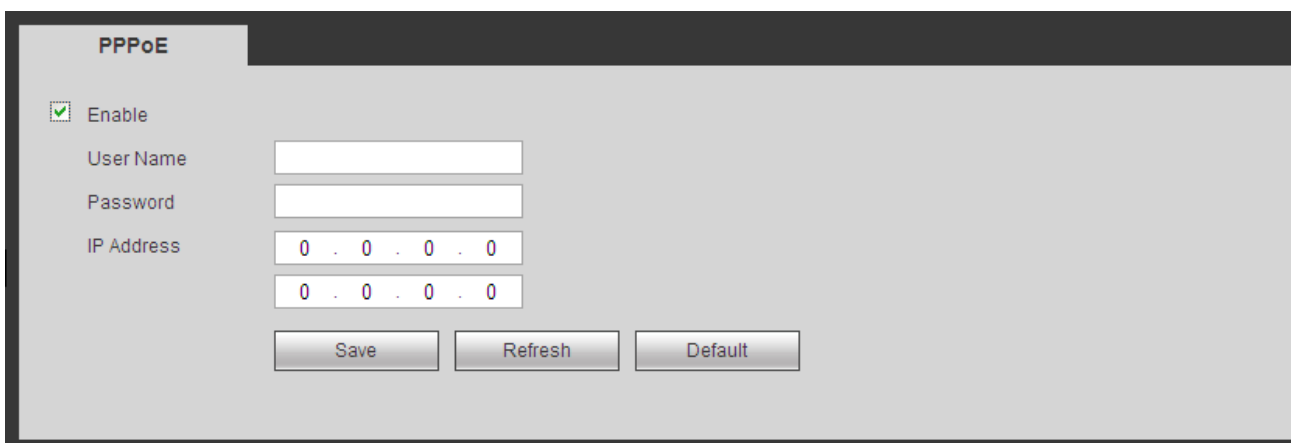 PPPoE
Enable
User Name
Password
IP Address 0 . 0 . 0 . 0
0 . 0 . 0 . 0
Save Refresh Default